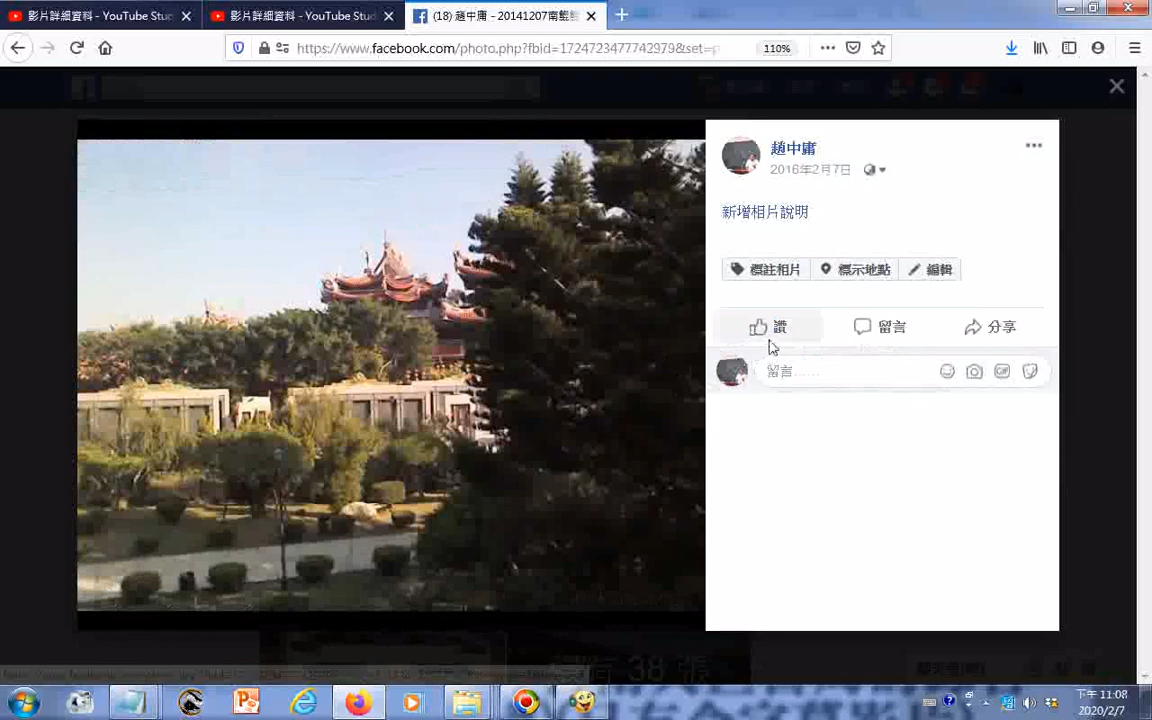 影片詳細資料 - YouTube Stud
影片詳細資料 - YouTube Stud
(18) 趙中庸 - 20141207南鯤鯓
https://www.facebook.com/photo.php?fbid=1724723477742979&set=p
110%
趙中庸
2016年2月7日
新增相片說明
標註相片
標示地點
編輯
讚
留言
分享
留言......
GIF
38 張
下午 11:08
2020/2/7